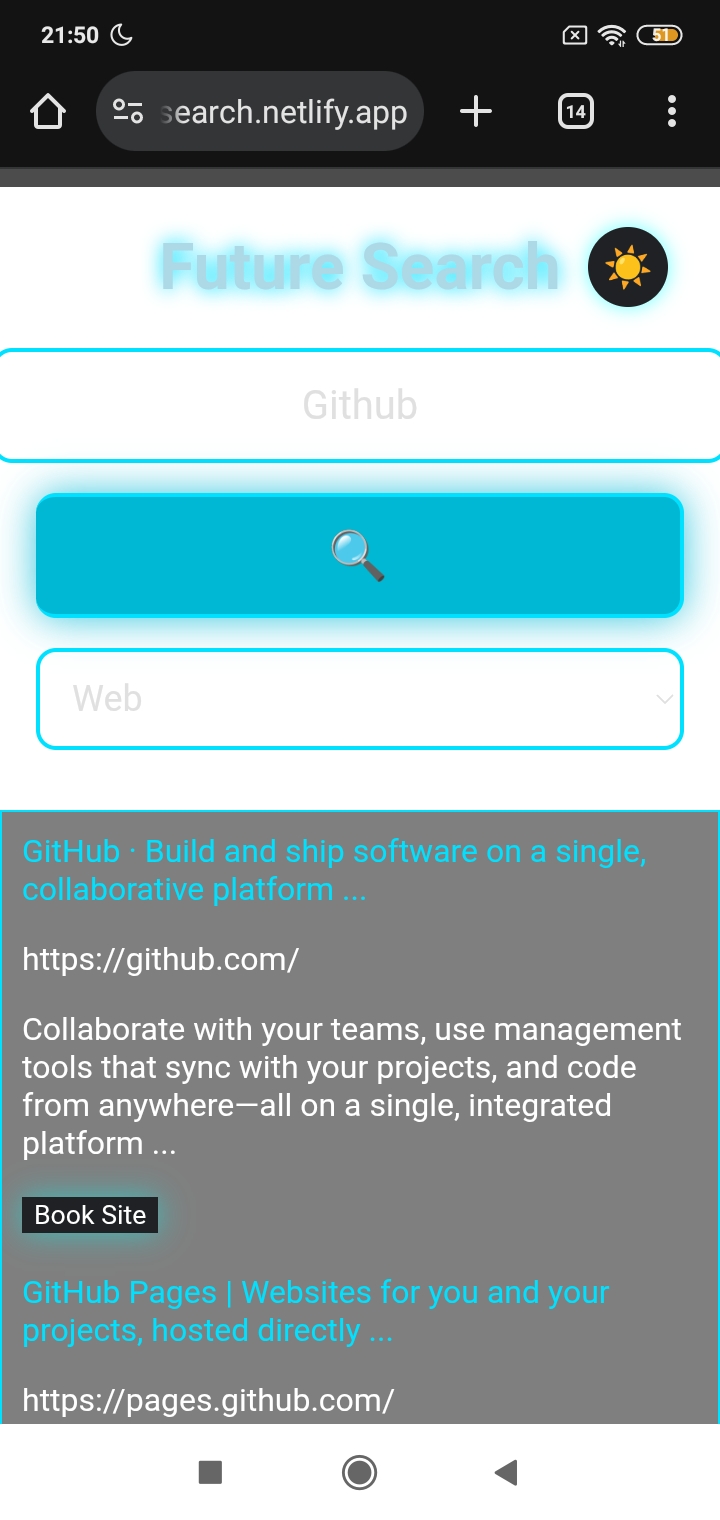 21:50
51
search.netlify.app
14
Future Search
Github
Web
GitHub · Build and ship software on a single,
collaborative platform ...
https://github.com/
Collaborate with your teams, use management
tools that sync with your projects, and code
from anywhere—all on a single, integrated
platform ...
Book Site
GitHub Pages | Websites for you and your
projects, hosted directly ...
https://pages.github.com/